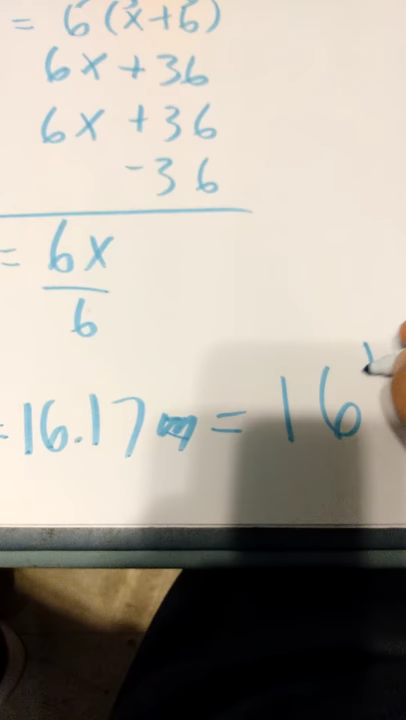 = 6(x+6)
6x+36
6x +36
-36
= 6x
6
=16.17 m = 16